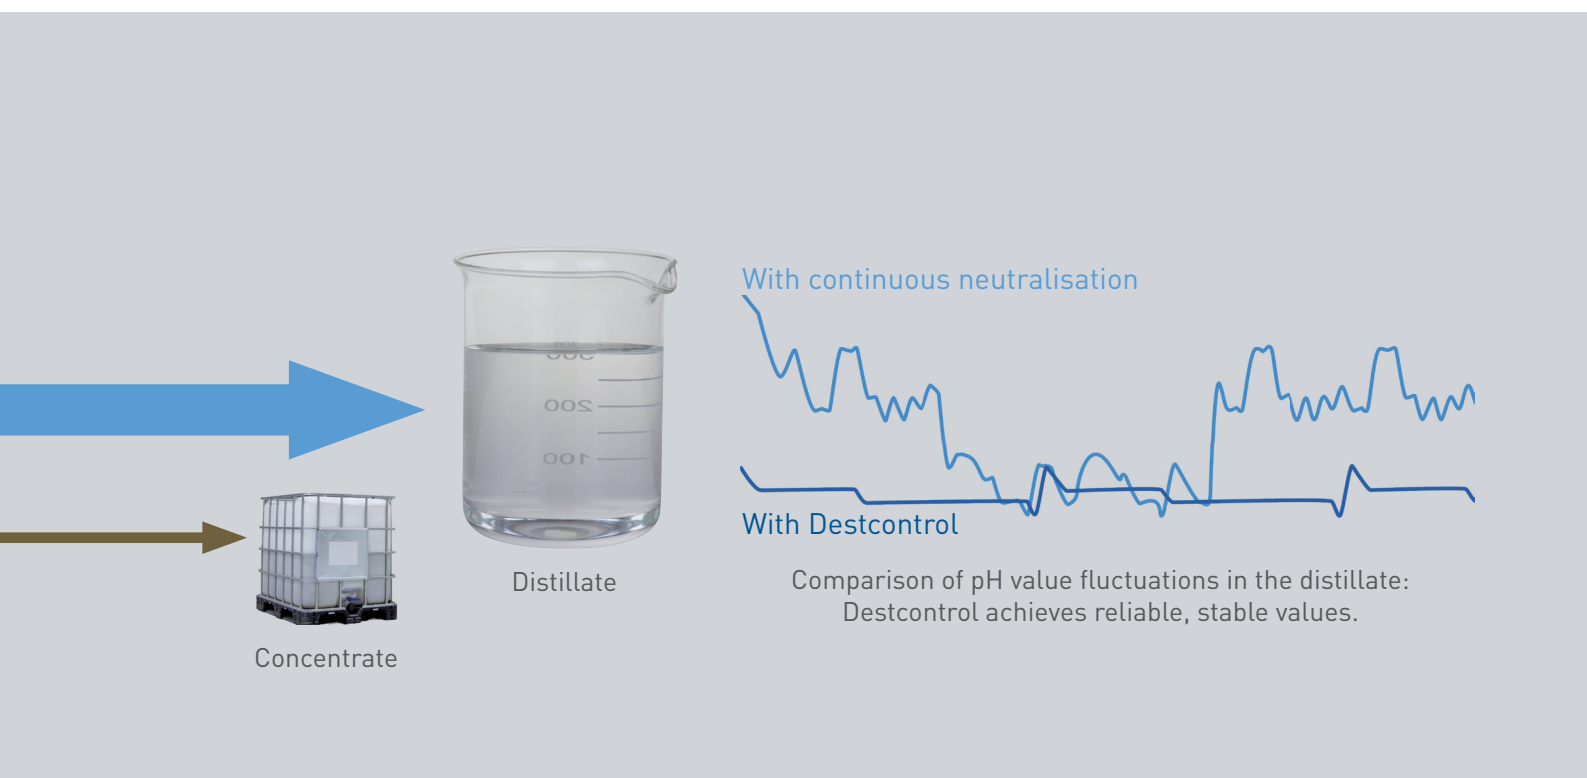 With continuous neutralisation
300
200
100
With Destcontrol
Distillate
Comparison of pH value fluctuations in the distillate:
Destcontrol achieves reliable, stable values.
Concentrate